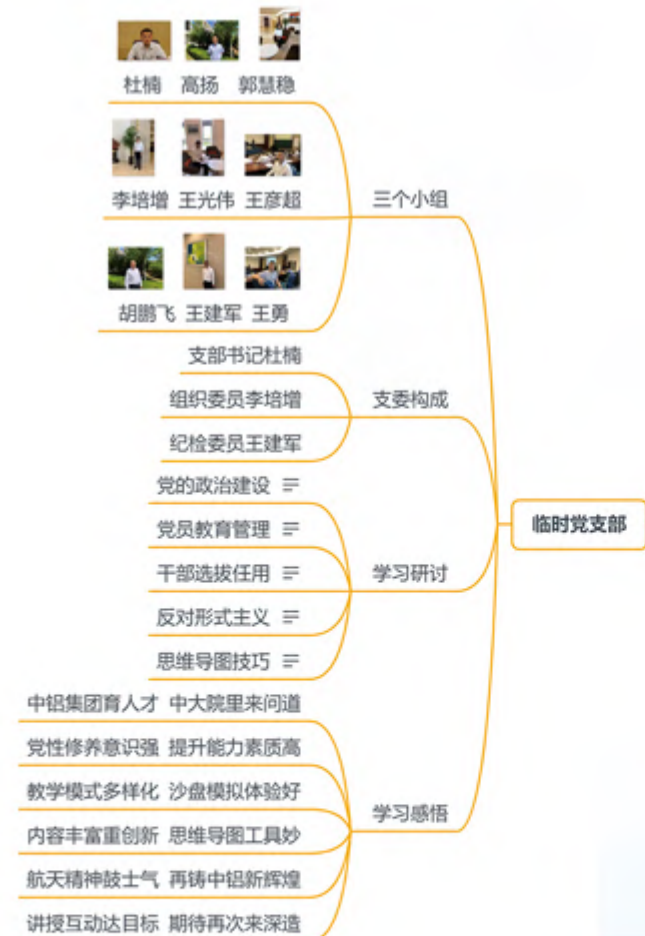 杜楠 高扬 郭慧稳
李培增 王光伟 王彦超
三个小组
胡鹏飞 王建军 王勇
支部书记杜楠
组织委员李培增
支委构成
纪检委员王建军
党的政治建设
党员教育管理
临时党支部
干部选拔任用
学习研讨
反对形式主义
思维导图技巧
中铝集团育人才 中大院里来问道
党性修养意识强 提升能力素质高
教学模式多样化 沙盘模拟体验好
学习感悟
内容丰富重创新 思维导图工具妙
航天精神鼓士气 再铸中铝新辉煌
讲授互动达目标 期待再次来深造